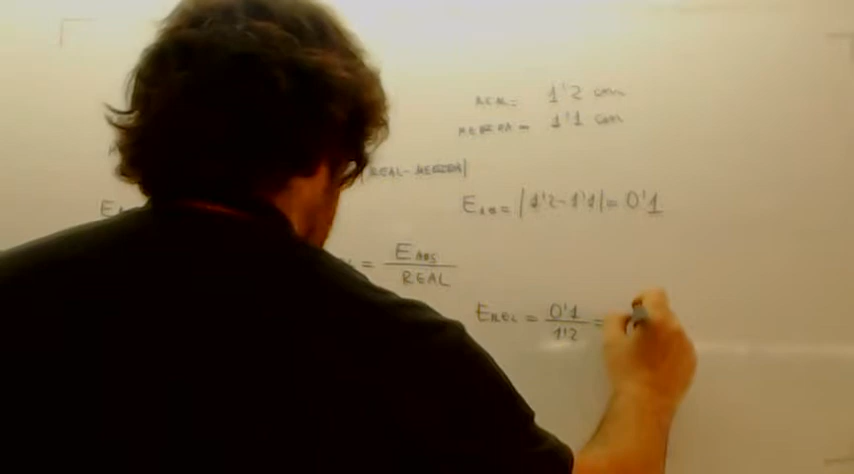 REAL= 1'2 cm
MEDIDA= 1'1 cm
|REAL-MEDIDA|
EABS= |1'2-1'1|= 0'1
= EABS
REAL
EREL = 0'1 =
1'2